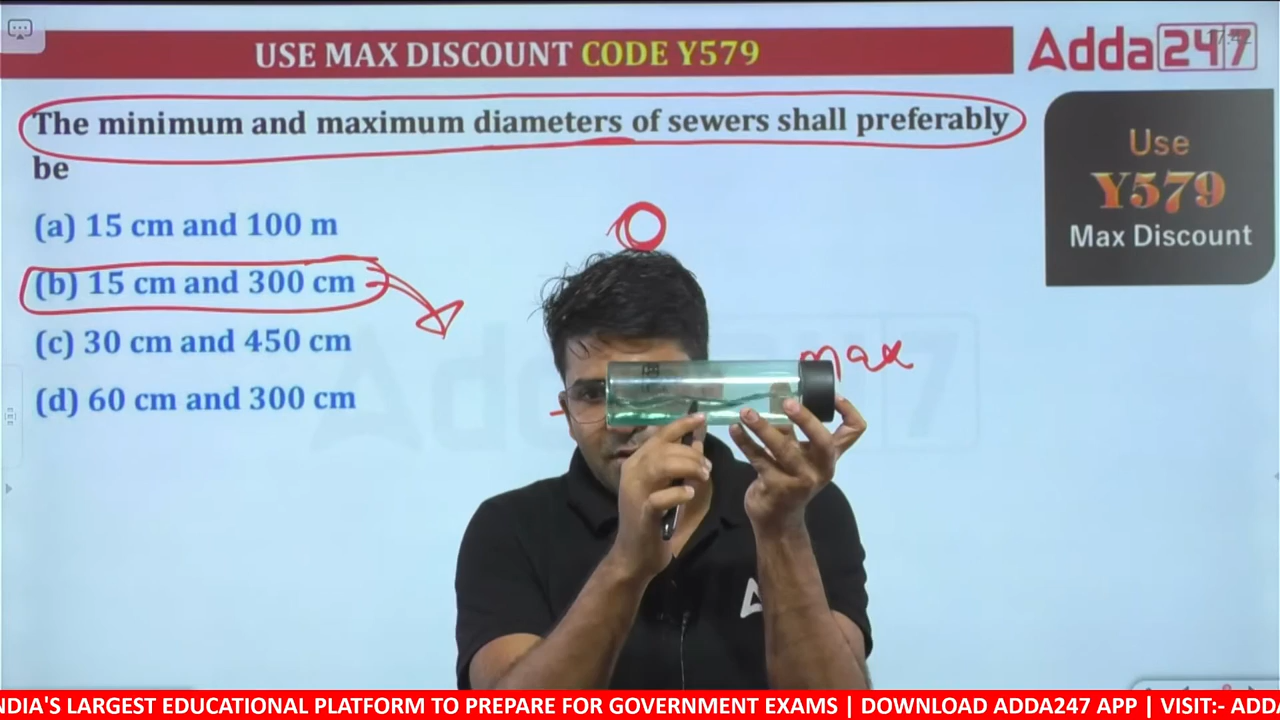 USE MAX DISCOUNT CODE Y579
Adda247
The minimum and maximum diameters of sewers shall preferably
be
(a) 15 cm and 100 m
(b) 15 cm and 300 cm
(c) 30 cm and 450 cm
(d) 60 cm and 300 cm
Use
Y579
Max Discount
max
NDIA'S LARGEST EDUCATIONAL PLATFORM TO PREPARE FOR GOVERNMENT EXAMS | DOWNLOAD ADDA247 APP | VISIT:- ADDA